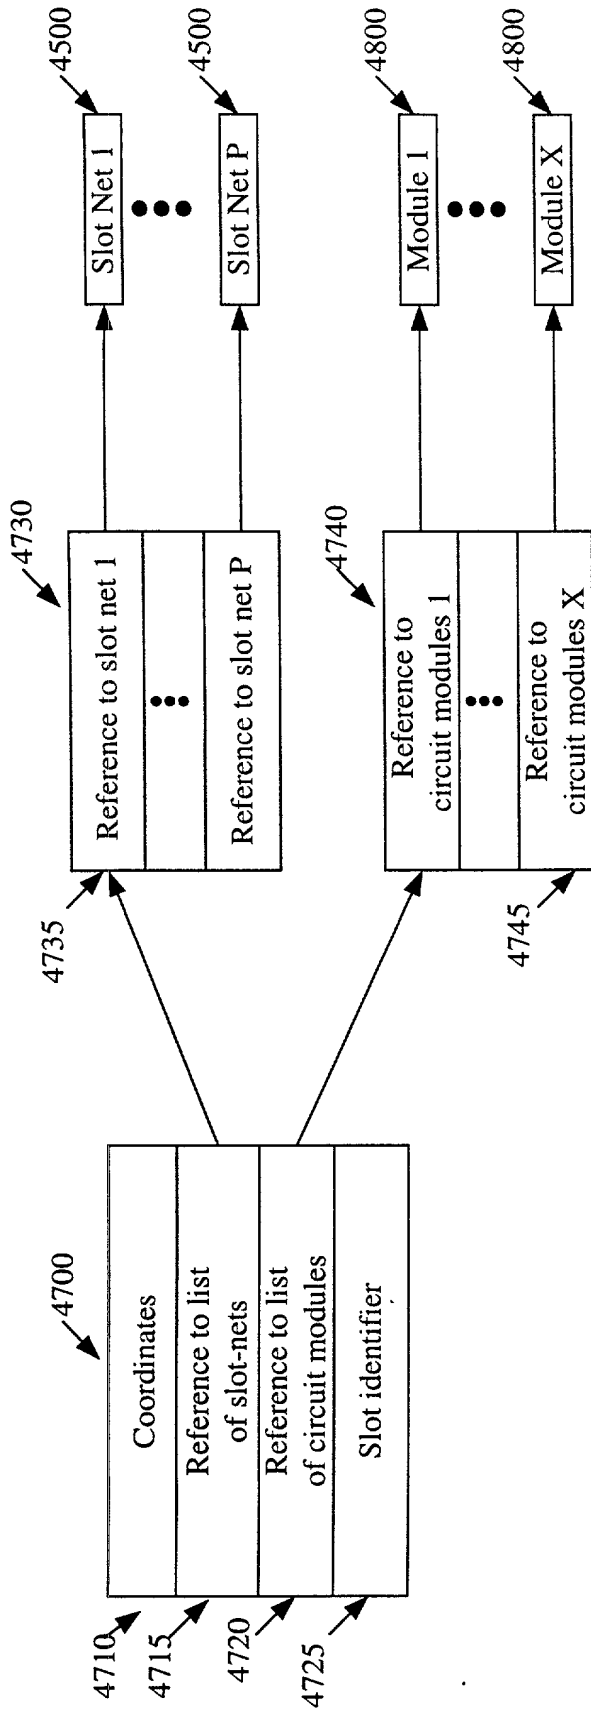 4700
4710
Coordinates
4715
Reference to list
of slot-nets
4720
Reference to list
of circuit modules
4725
Slot identifier
4730
4735
Reference to slot net 1
Reference to slot net P
4740
Reference to
circuit modules 1
4745
Reference to
circuit modules X
4500
Slot Net 1
4500
Slot Net P
4800
Module 1
4800
Module X